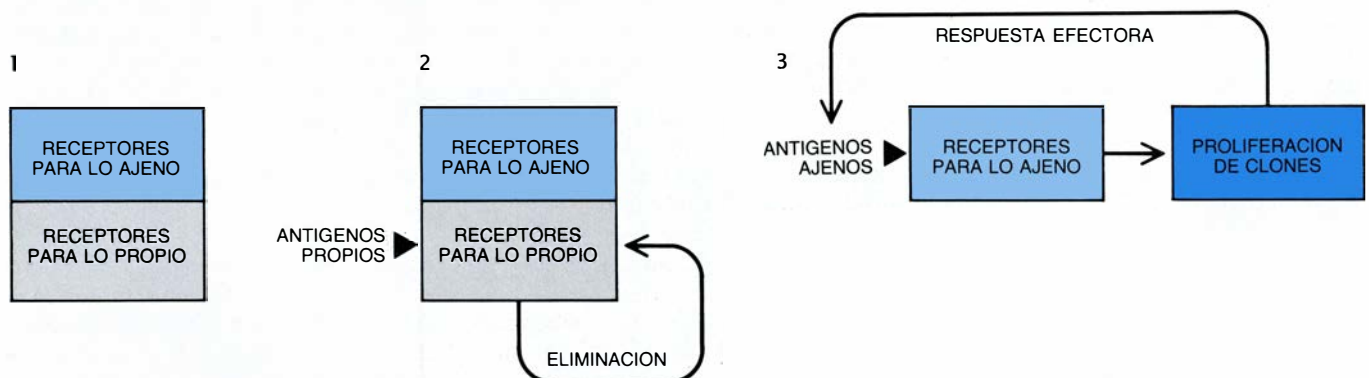 1
RECEPTORES
PARA LO AJENO
RECEPTORES
PARA LO PROPIO
2
RECEPTORES
PARA LO AJENO
ANTIGENOS
PROPIOS
RECEPTORES
PARA LO PROPIO
ELIMINACION
3
RESPUESTA EFECTORA
ANTIGENOS
AJENOS
RECEPTORES
PARA LO AJENO
PROLIFERACION
DE CLONES